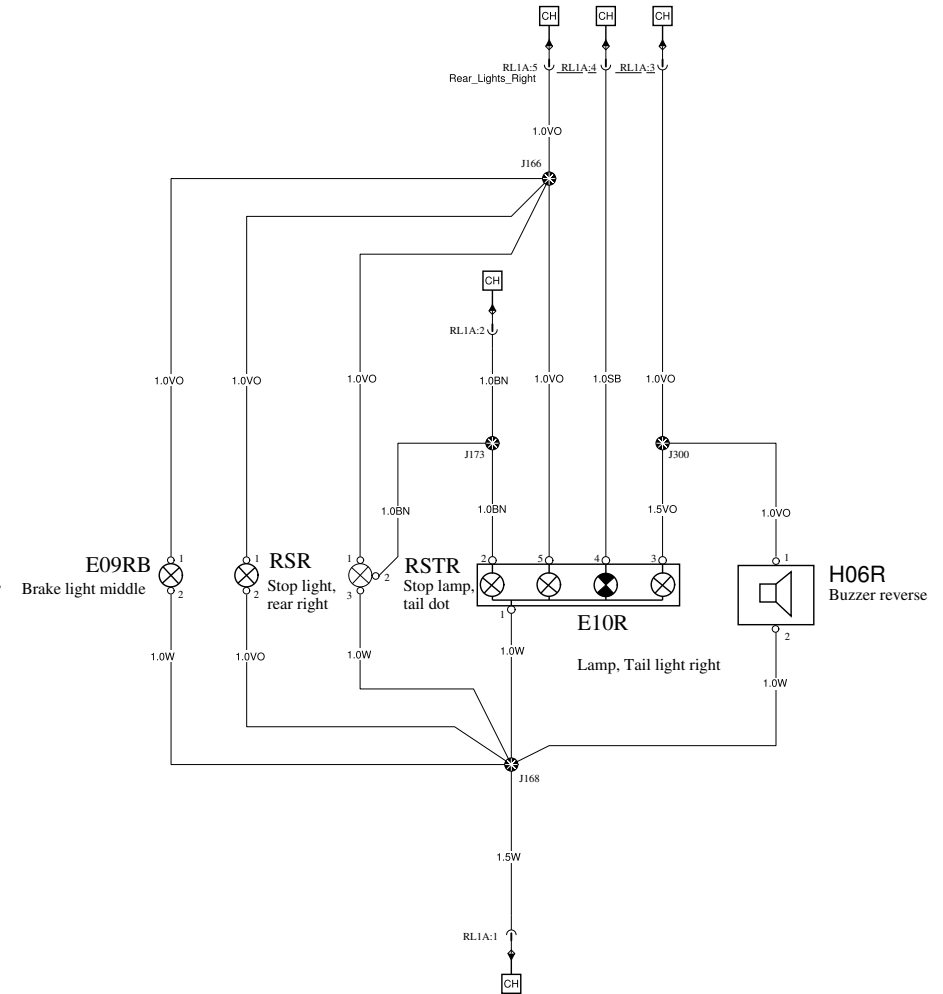 CH
CH
CH
RL1A:5
RL1A:4
RL1A:3
Rear_Lights_Right
1.0VO
J166
CH
RL1A:2
1.0VO
1.0VO
1.0VO
1.0BN
1.0VO
1.0SB
1.0VO
J173
J300
1.0BN
1.0BN
1.5VO
1.0VO
E09RB
Brake light middle
1
2
RSR
Stop light,
rear right
1
2
1
2
3
RSTR
Stop lamp,
tail dot
2
5
4
3
1
E10R
Lamp, Tail light right
1
2
H06R
Buzzer reverse
1.0W
1.0VO
1.0W
1.0W
1.0W
J168
1.5W
RL1A:1
CH